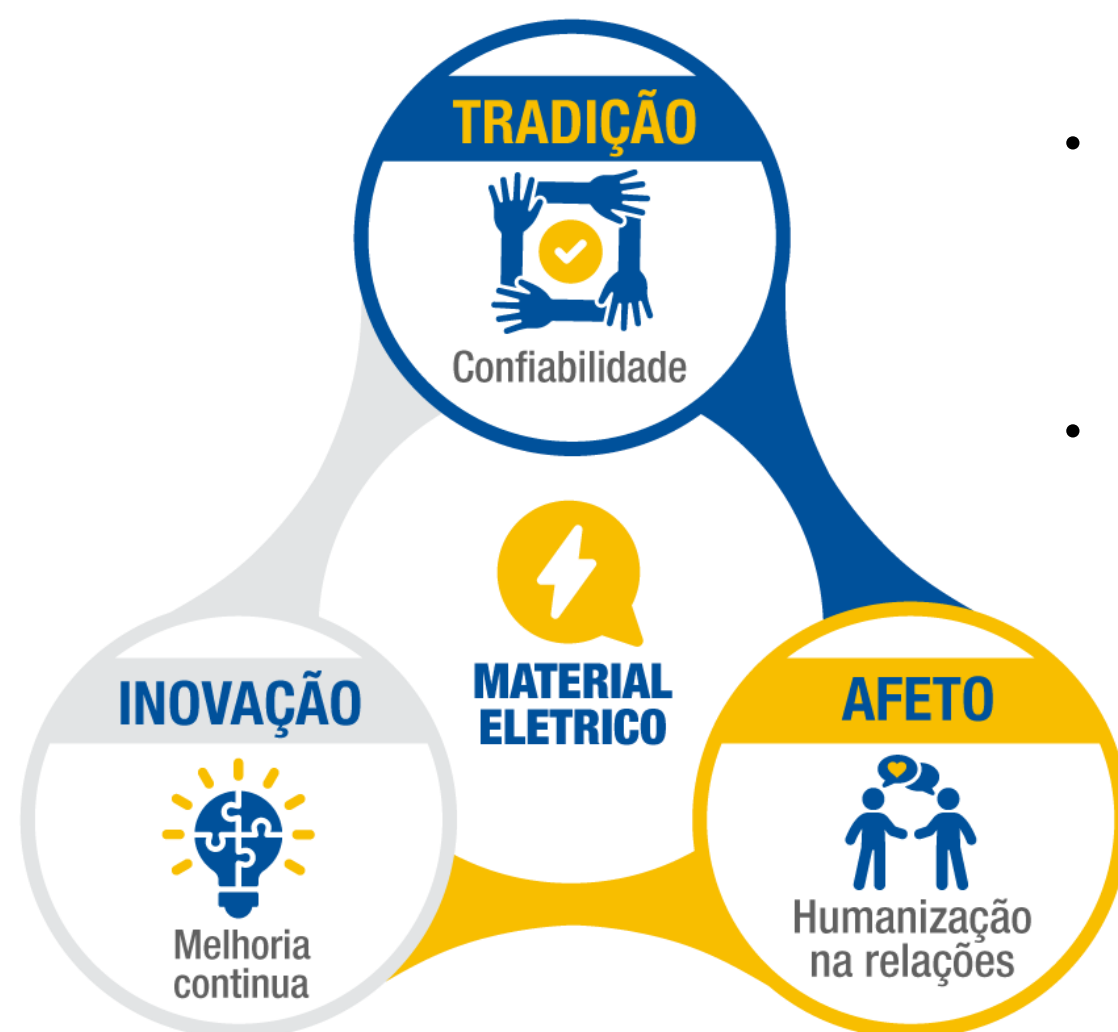 TRADIÇÃO
Confiabilidade
MATERIAL
ELETRICO
INOVAÇÃO
Melhoria
continua
AFETO
Humanização
na relações